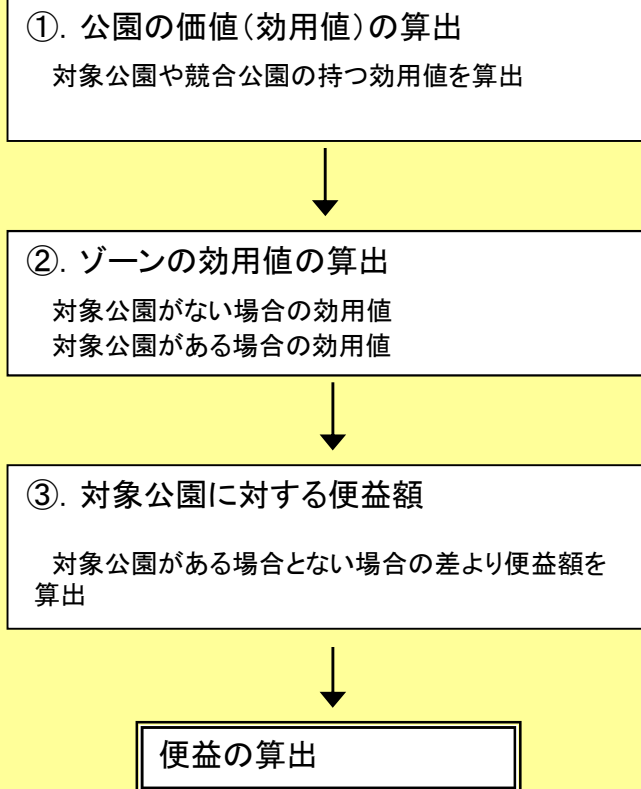 ①．公園の価値（効用値）の算出
対象公園や競合公園の持つ効用値を算出
②．ゾーンの効用値の算出
対象公園がない場合の効用値
対象公園がある場合の効用値
③．対象公園に対する便益額
対象公園がある場合とない場合の差より便益額を
算出
便益の算出